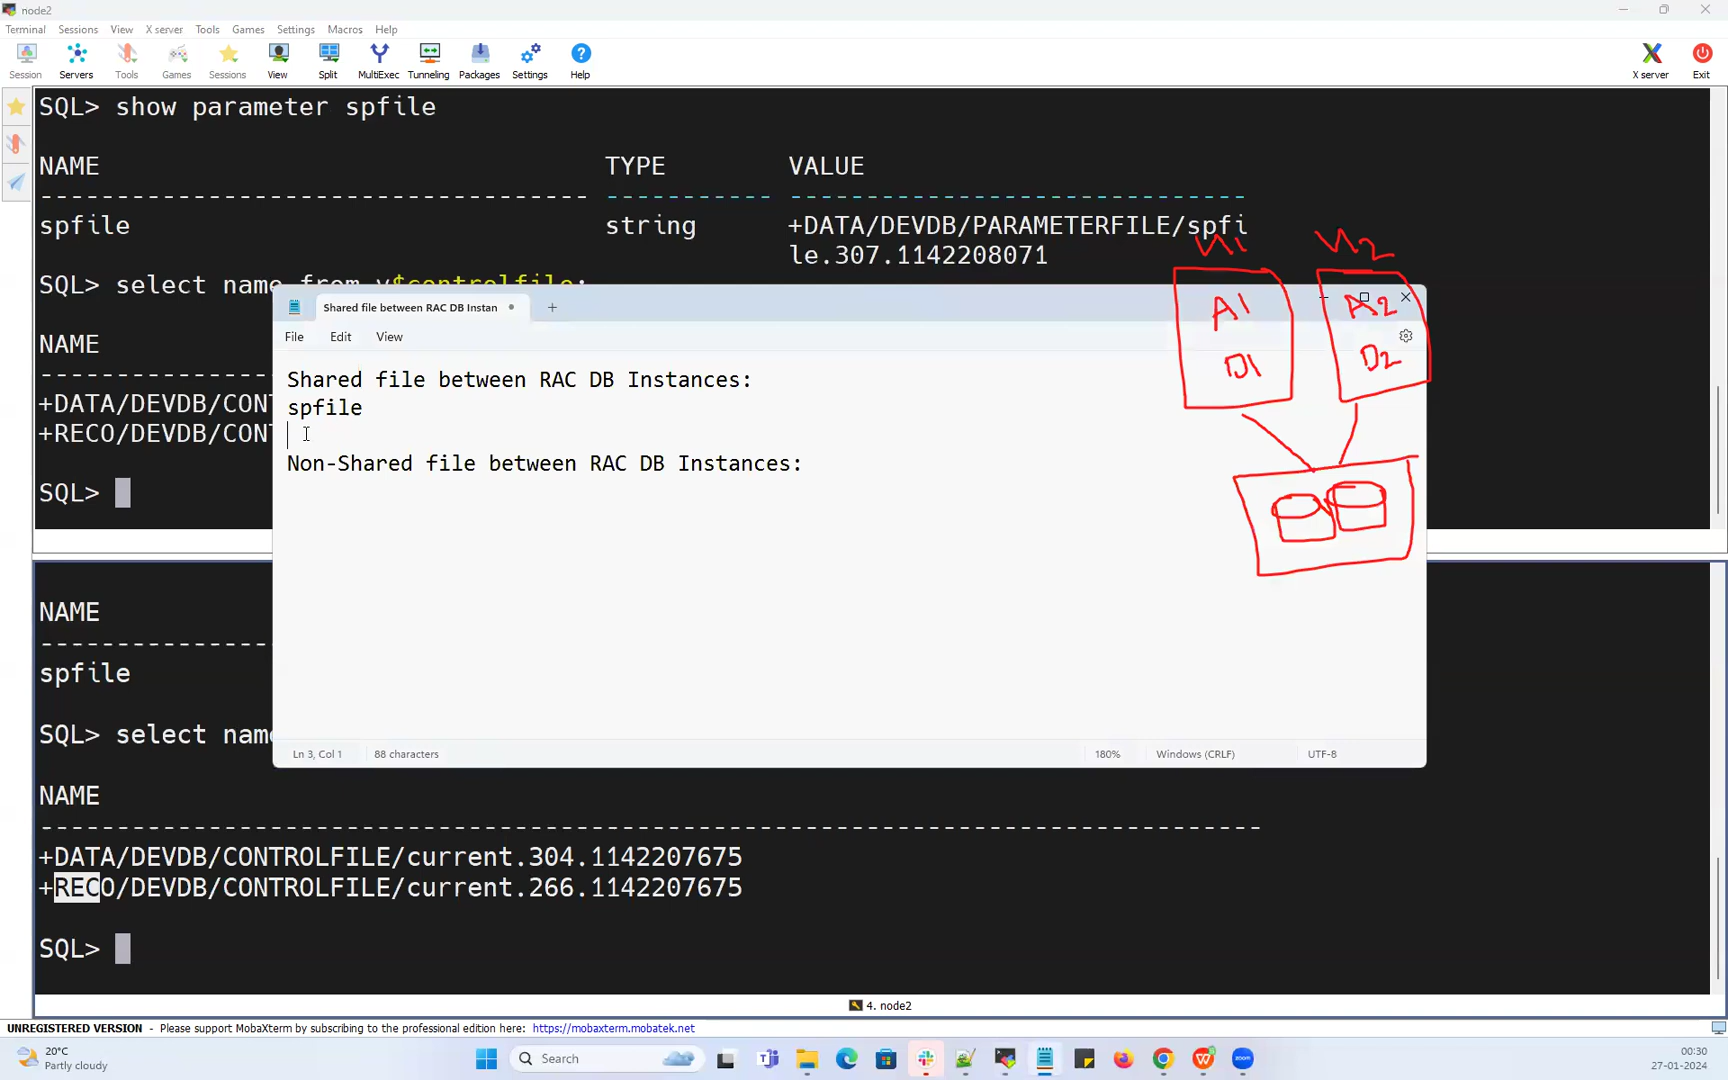 node2
Terminal Sessions View X server Tools Games Settings Macros Help
Session Servers Tools Games Sessions View Split MultiExec Tunneling Packages Settings Help X server Exit
SQL> show parameter spfile
NAME TYPE VALUE
------------------------------------ ----------- ------------------------------
spfile string +DATA/DEVDB/PARAMETERFILE/spfi
le.307.1142208071
SQL> select name from v$controlfile;
NAME
+DATA/DEVDB/CONT
+RECO/DEVDB/CONT
SQL>
Shared file between RAC DB Instan
File Edit View
Shared file between RAC DB Instances:
spfile
Non-Shared file between RAC DB Instances:
Ln 3, Col 1 88 characters 180% Windows (CRLF) UTF-8
N1 N2
A1 A2
D1 D2
NAME
spfile
SQL> select name
NAME
--------------------------------------------------------------------------------
+DATA/DEVDB/CONTROLFILE/current.304.1142207675
+RECO/DEVDB/CONTROLFILE/current.266.1142207675
SQL>
4. node2
UNREGISTERED VERSION - Please support MobaXterm by subscribing to the professional edition here: https://mobaxterm.mobatek.net
20°C
Partly cloudy
Search
00:30
27-01-2024